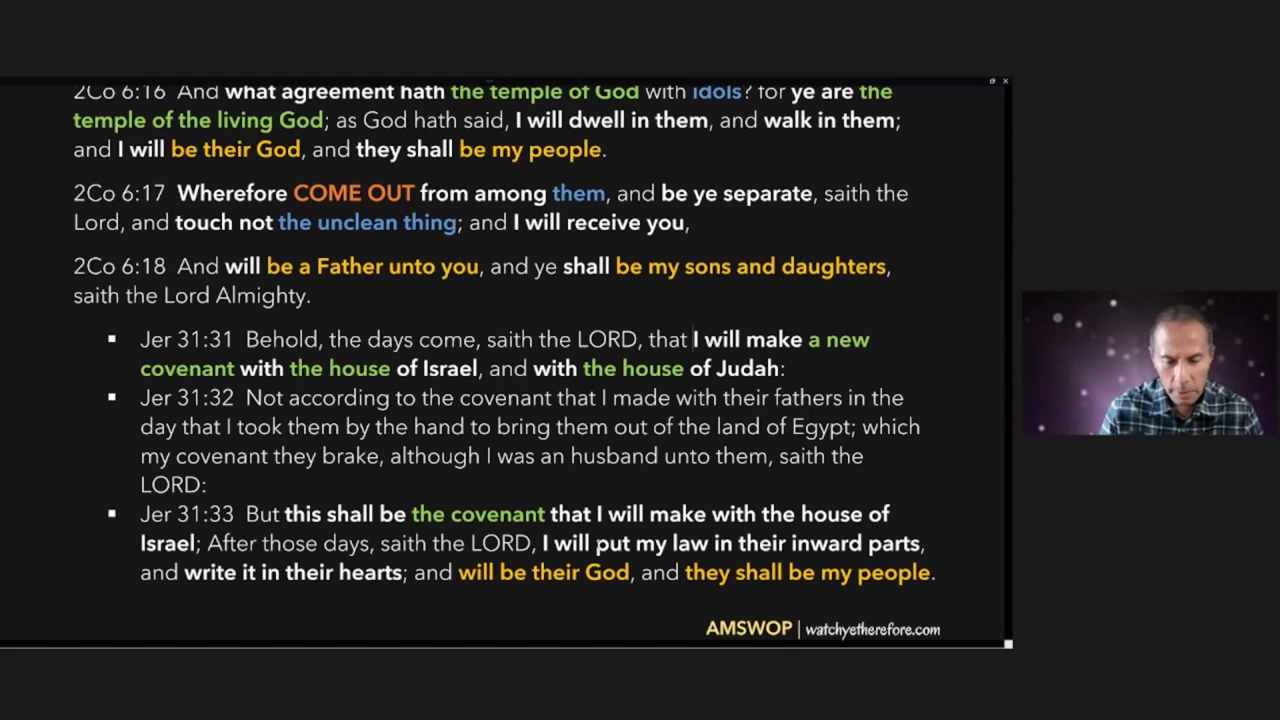 2Co 6:16 And what agreement hath the temple of God with idols? for ye are the
temple of the living God; as God hath said, I will dwell in them, and walk in them;
and I will be their God, and they shall be my people.
2Co 6:17 Wherefore COME OUT from among them, and be ye separate, saith the
Lord, and touch not the unclean thing; and I will receive you,
2Co 6:18 And will be a Father unto you, and ye shall be my sons and daughters,
saith the Lord Almighty.
▪ Jer 31:31 Behold, the days come, saith the LORD, that I will make a new
covenant with the house of Israel, and with the house of Judah:
▪ Jer 31:32 Not according to the covenant that I made with their fathers in the
day that I took them by the hand to bring them out of the land of Egypt; which
my covenant they brake, although I was an husband unto them, saith the
LORD:
▪ Jer 31:33 But this shall be the covenant that I will make with the house of
Israel; After those days, saith the LORD, I will put my law in their inward parts,
and write it in their hearts; and will be their God, and they shall be my people.
AMSWOP | watchyetherefore.com